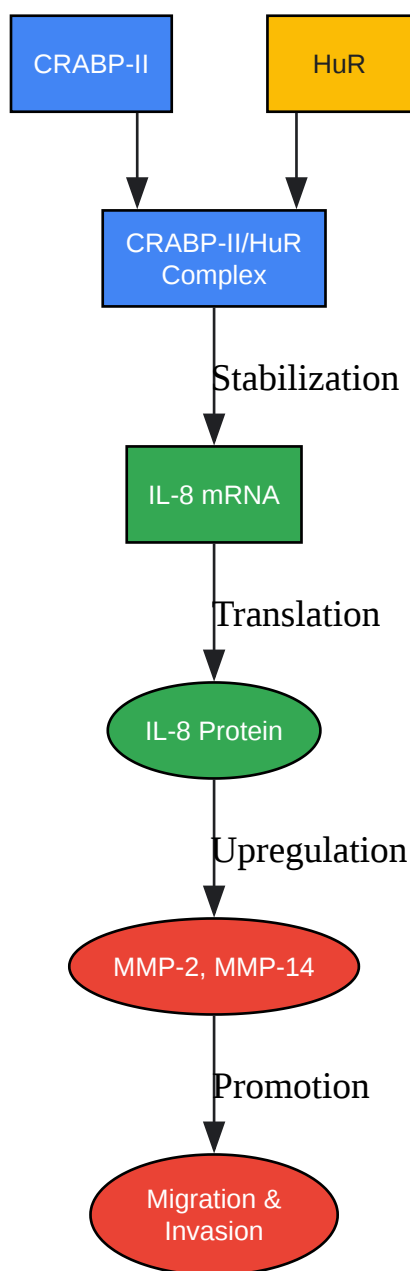 CRABP-II
HuR
CRABP-II/HuR
Complex
Stabilization
IL-8 mRNA
Translation
IL-8 Protein
Upregulation
MMP-2, MMP-14
Promotion
Migration &
Invasion